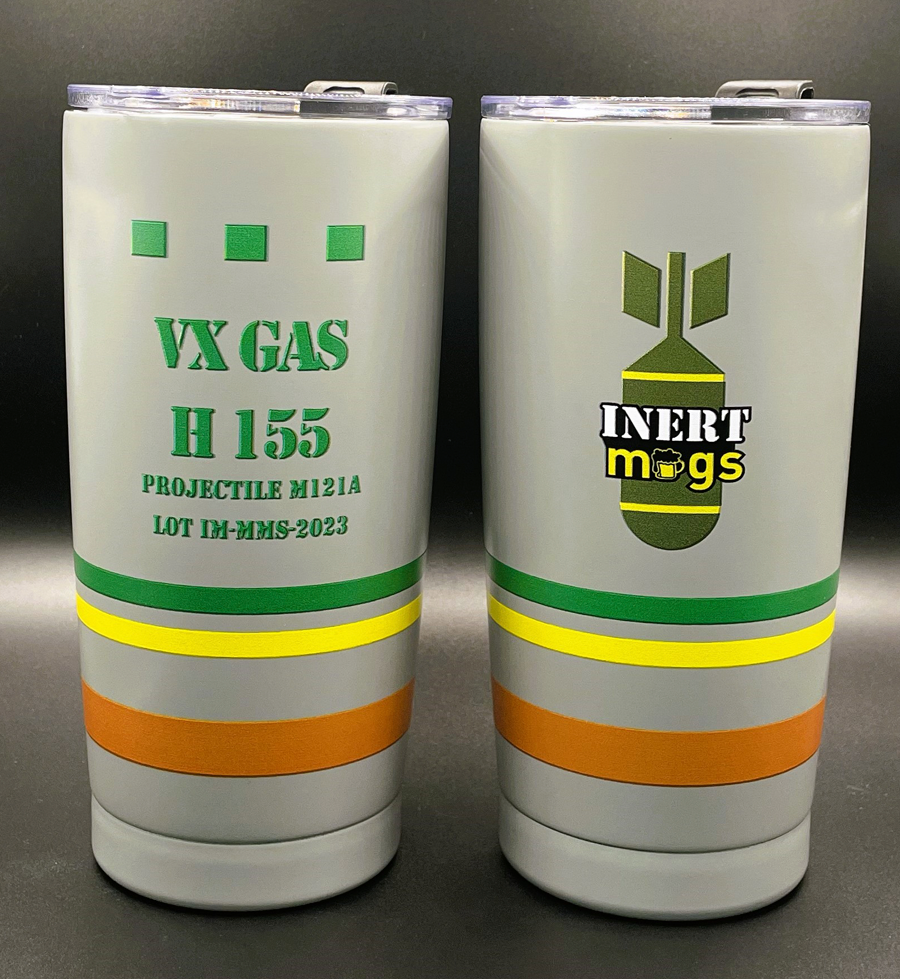 VX GAS
H 155
PROJECTILE M121A
LOT IM-MMS-2023
INERT
mugs